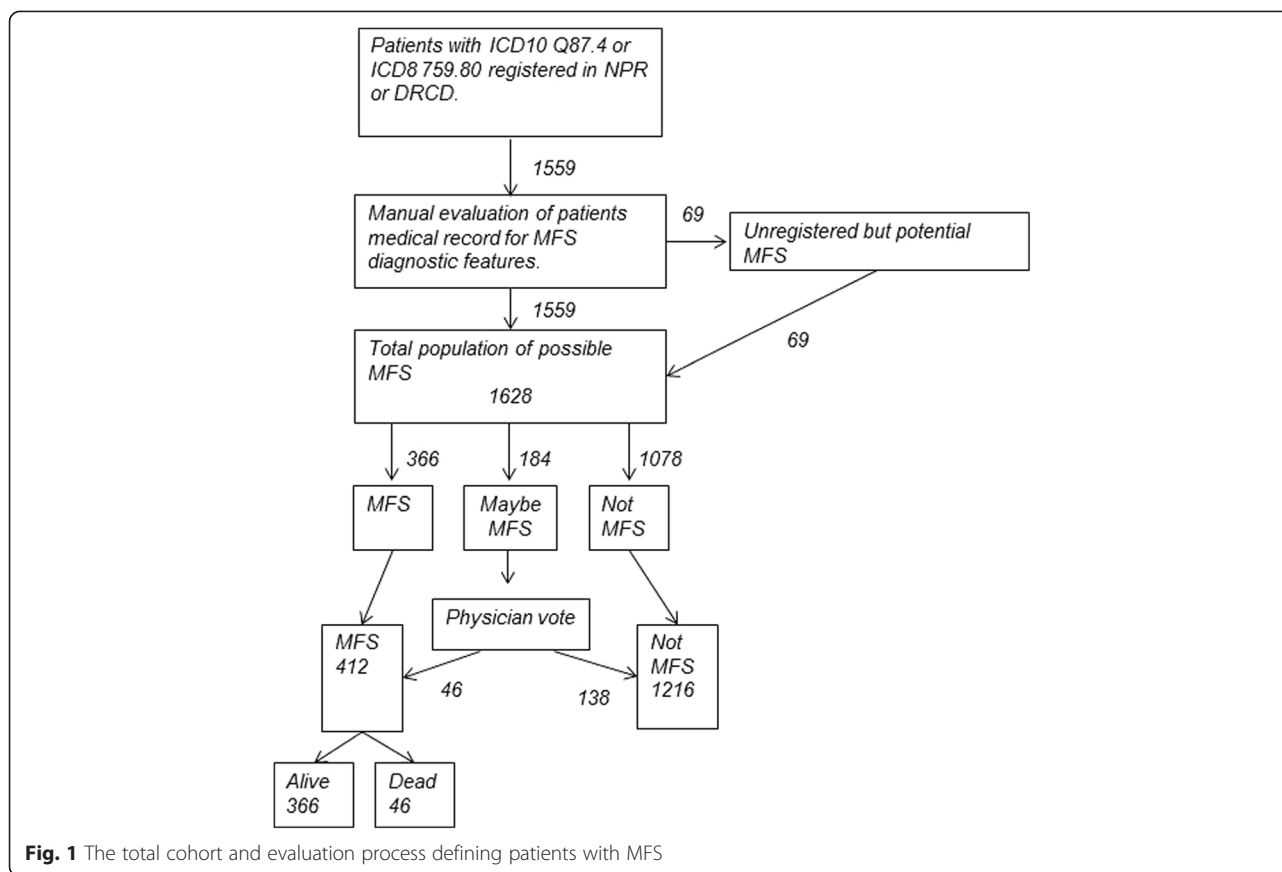 Patients with ICD10 Q87.4 or
ICD8 759.80 registered in NPR
or DRCD.
1559
Manual evaluation of patients
medical record for MFS
diagnostic features.
69
Unregistered but potential
MFS
1559
69
Total population of possible
MFS
1628
366
184
1078
MFS
Maybe
MFS
Not
MFS
Physician vote
MFS
412
46
138
Not
MFS
1216
Alive
366
Dead
46
Fig. 1 The total cohort and evaluation process defining patients with MFS